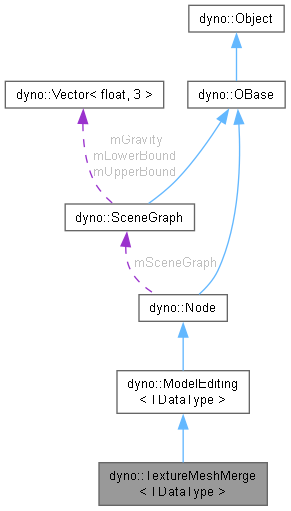 dyno::Object
dyno::Vector< float, 3 >
dyno::OBase
mGravity
mLowerBound
mUpperBound
dyno::SceneGraph
mSceneGraph
dyno::Node
dyno::ModelEditing
< TDataType >
dyno::TextureMeshMerge
< TDataType >